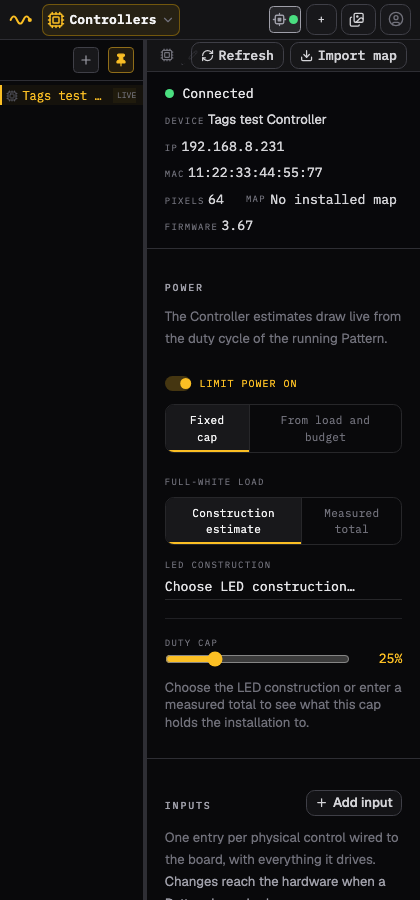 Controllers
+
+
Refresh
Import map
Tags test …
LIVE
Connected
DEVICE Tags test Controller
IP 192.168.8.231
MAC 11:22:33:44:55:77
PIXELS 64 MAP No installed map
FIRMWARE 3.67
POWER
The Controller estimates draw live from
the duty cycle of the running Pattern.
LIMIT POWER ON
Fixed
cap
From load and
budget
FULL-WHITE LOAD
Construction
estimate
Measured
total
LED CONSTRUCTION
Choose LED construction…
DUTY CAP
25%
Choose the LED construction or enter a
measured total to see what this cap
holds the installation to.
INPUTS
+ Add input
One entry per physical control wired to
the board, with everything it drives.
Changes reach the hardware when a